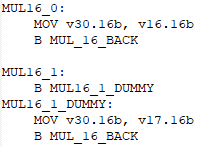 MUL16_0:
    MOV v30.16b, v16.16b
    B MUL_16_BACK

MUL16_1:
    B MUL16_1_DUMMY
MUL16_1_DUMMY:
    MOV v30.16b, v17.16b
    B MUL_16_BACK